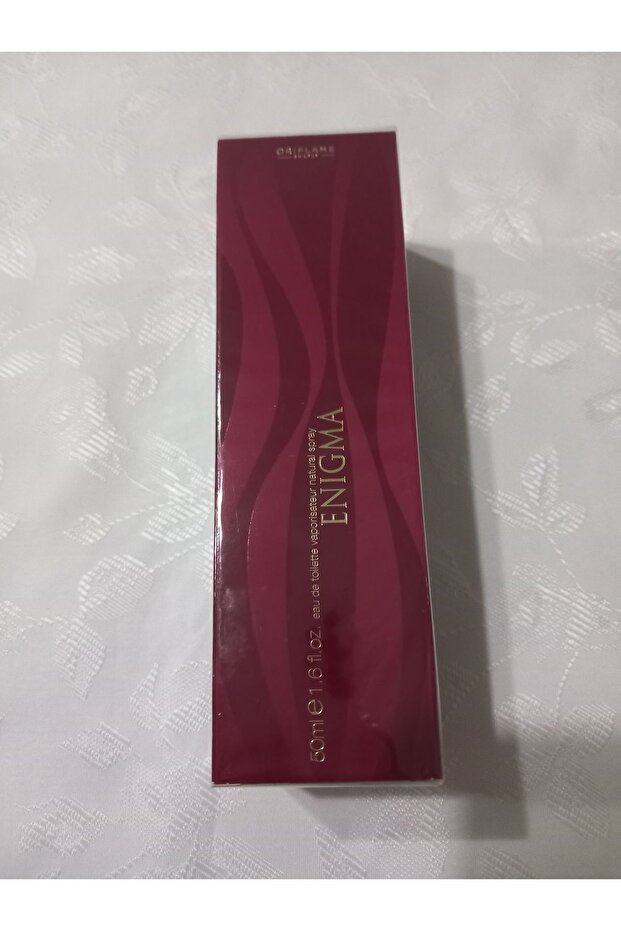 ORIFLAME
SWEDEN
ENIGMA
eau de toilette vaporisateur natural spray
50ml e 1.6 fl.oz.